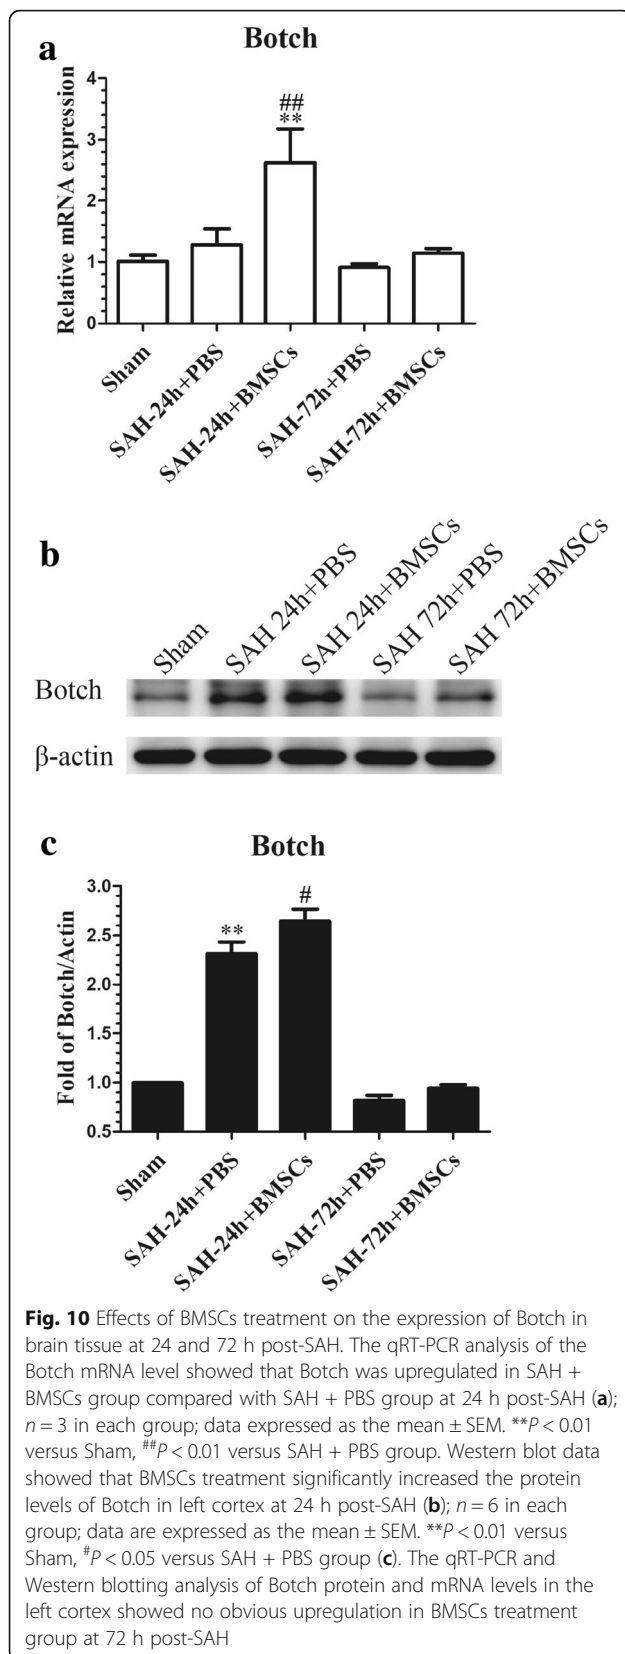 a
Botch
Relative mRNA expression
4
3
2
1
0
##
**
Sham
SAH-24h+PBS
SAH-24h+BMSCs
SAH-72h+PBS
SAH-72h+BMSCs
b
Sham
SAH 24h+PBS
SAH 24h+BMSCs
SAH 72h+PBS
SAH 72h+BMSCs
Botch
β-actin
c
Botch
Fold of Botch/Actin
3.0
2.5
2.0
1.0
0.5
**
#
Sham
SAH-24h+PBS
SAH-24h+BMSCs
SAH-72h+PBS
SAH-72h+BMSCs
Fig. 10 Effects of BMSCs treatment on the expression of Botch in
brain tissue at 24 and 72 h post-SAH. The qRT-PCR analysis of the
Botch mRNA level showed that Botch was upregulated in SAH +
BMSCs group compared with SAH + PBS group at 24 h post-SAH (a);
n = 3 in each group; data expressed as the mean ± SEM. **P < 0.01
versus Sham, ##P < 0.01 versus SAH + PBS group. Western blot data
showed that BMSCs treatment significantly increased the protein
levels of Botch in left cortex at 24 h post-SAH (b); n = 6 in each
group; data are expressed as the mean ± SEM. **P < 0.01 versus
Sham, #P < 0.05 versus SAH + PBS group (c). The qRT-PCR and
Western blotting analysis of Botch protein and mRNA levels in the
left cortex showed no obvious upregulation in BMSCs treatment
group at 72 h post-SAH